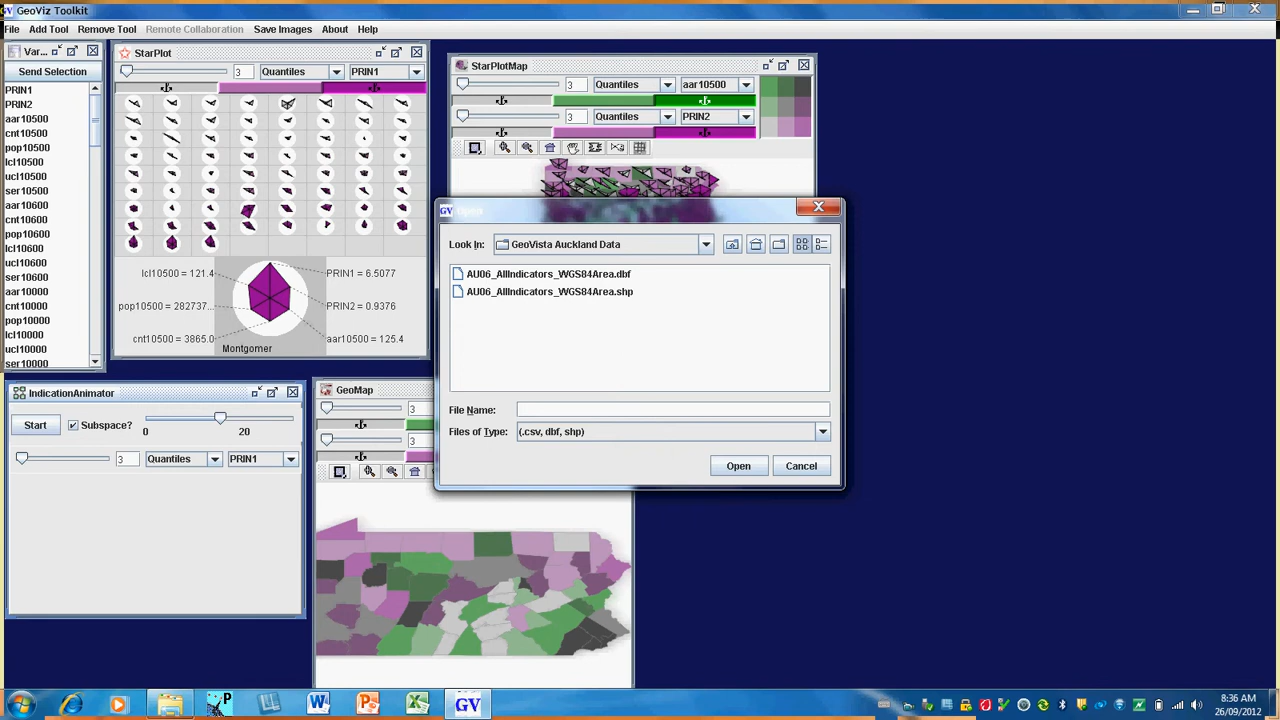 GeoViz Toolkit
File Add Tool Remove Tool Remote Collaboration Save Images About Help
Var...
Send Selection
PRIN1
PRIN2
aar10500
cnt10500
pop10500
lcl10500
ucl10500
ser10500
aar10600
cnt10600
pop10600
lcl10600
ucl10600
ser10600
aar10000
cnt10000
pop10000
lcl10000
ucl10000
ser10000
StarPlot
3 Quantiles PRIN1
lcl10500 = 121.4
PRIN1 = 6.5077
pop10500 = 282737...
PRIN2 = 0.9376
cnt10500 = 3865.0
aar10500 = 125.4
Montgomer
StarPlotMap
3 Quantiles aar10500
3 Quantiles PRIN2
IndicationAnimator
Start Subspace? 0 20
3 Quantiles PRIN1
GeoMap
3
3
GV
Look In: GeoVista Auckland Data
AU06_AllIndicators_WGS84Area.dbf
AU06_AllIndicators_WGS84Area.shp
File Name:
Files of Type: (.csv, dbf, shp)
Open Cancel
GV
8:36 AM
26/09/2012